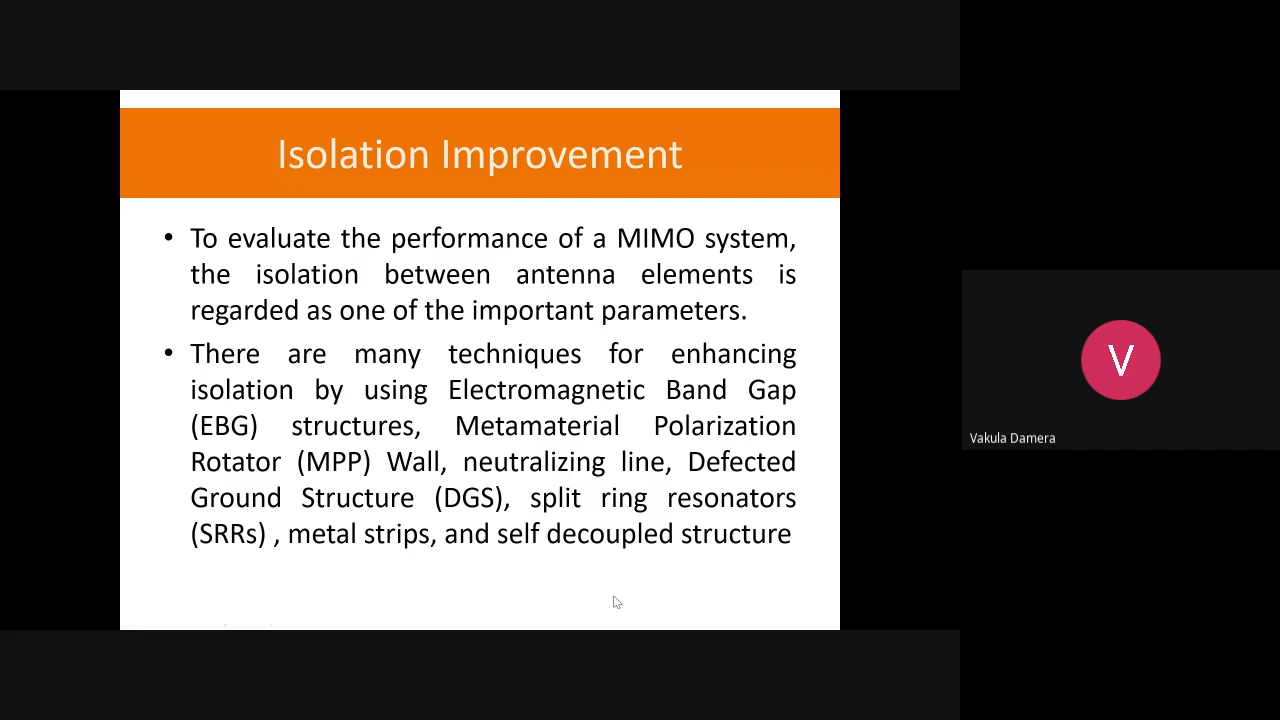 Isolation Improvement
• To evaluate the performance of a MIMO system,
the isolation between antenna elements is
regarded as one of the important parameters.
• There are many techniques for enhancing
isolation by using Electromagnetic Band Gap
(EBG) structures, Metamaterial Polarization
Rotator (MPP) Wall, neutralizing line, Defected
Ground Structure (DGS), split ring resonators
(SRRs) , metal strips, and self decoupled structure
V
Vakula Damera